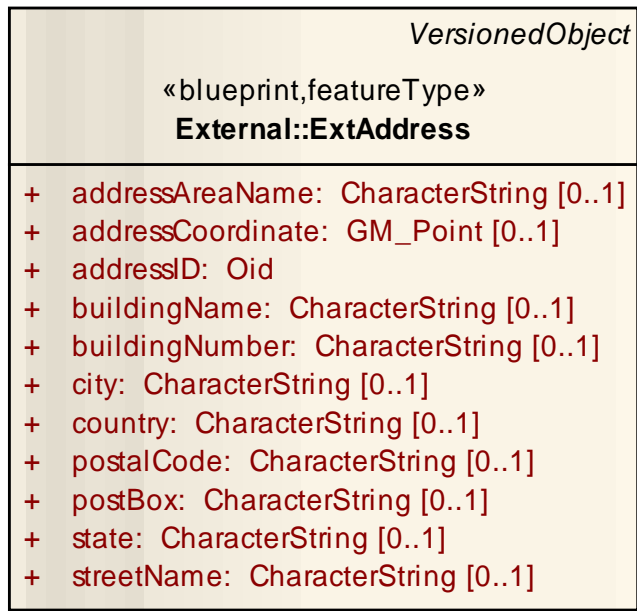 VersionedObject
«blueprint,featureType»
External::ExtAddress
+ addressAreaName: CharacterString [0..1]
+ addressCoordinate: GM_Point [0..1]
+ addressID: Oid
+ buildingName: CharacterString [0..1]
+ buildingNumber: CharacterString [0..1]
+ city: CharacterString [0..1]
+ country: CharacterString [0..1]
+ postalCode: CharacterString [0..1]
+ postBox: CharacterString [0..1]
+ state: CharacterString [0..1]
+ streetName: CharacterString [0..1]